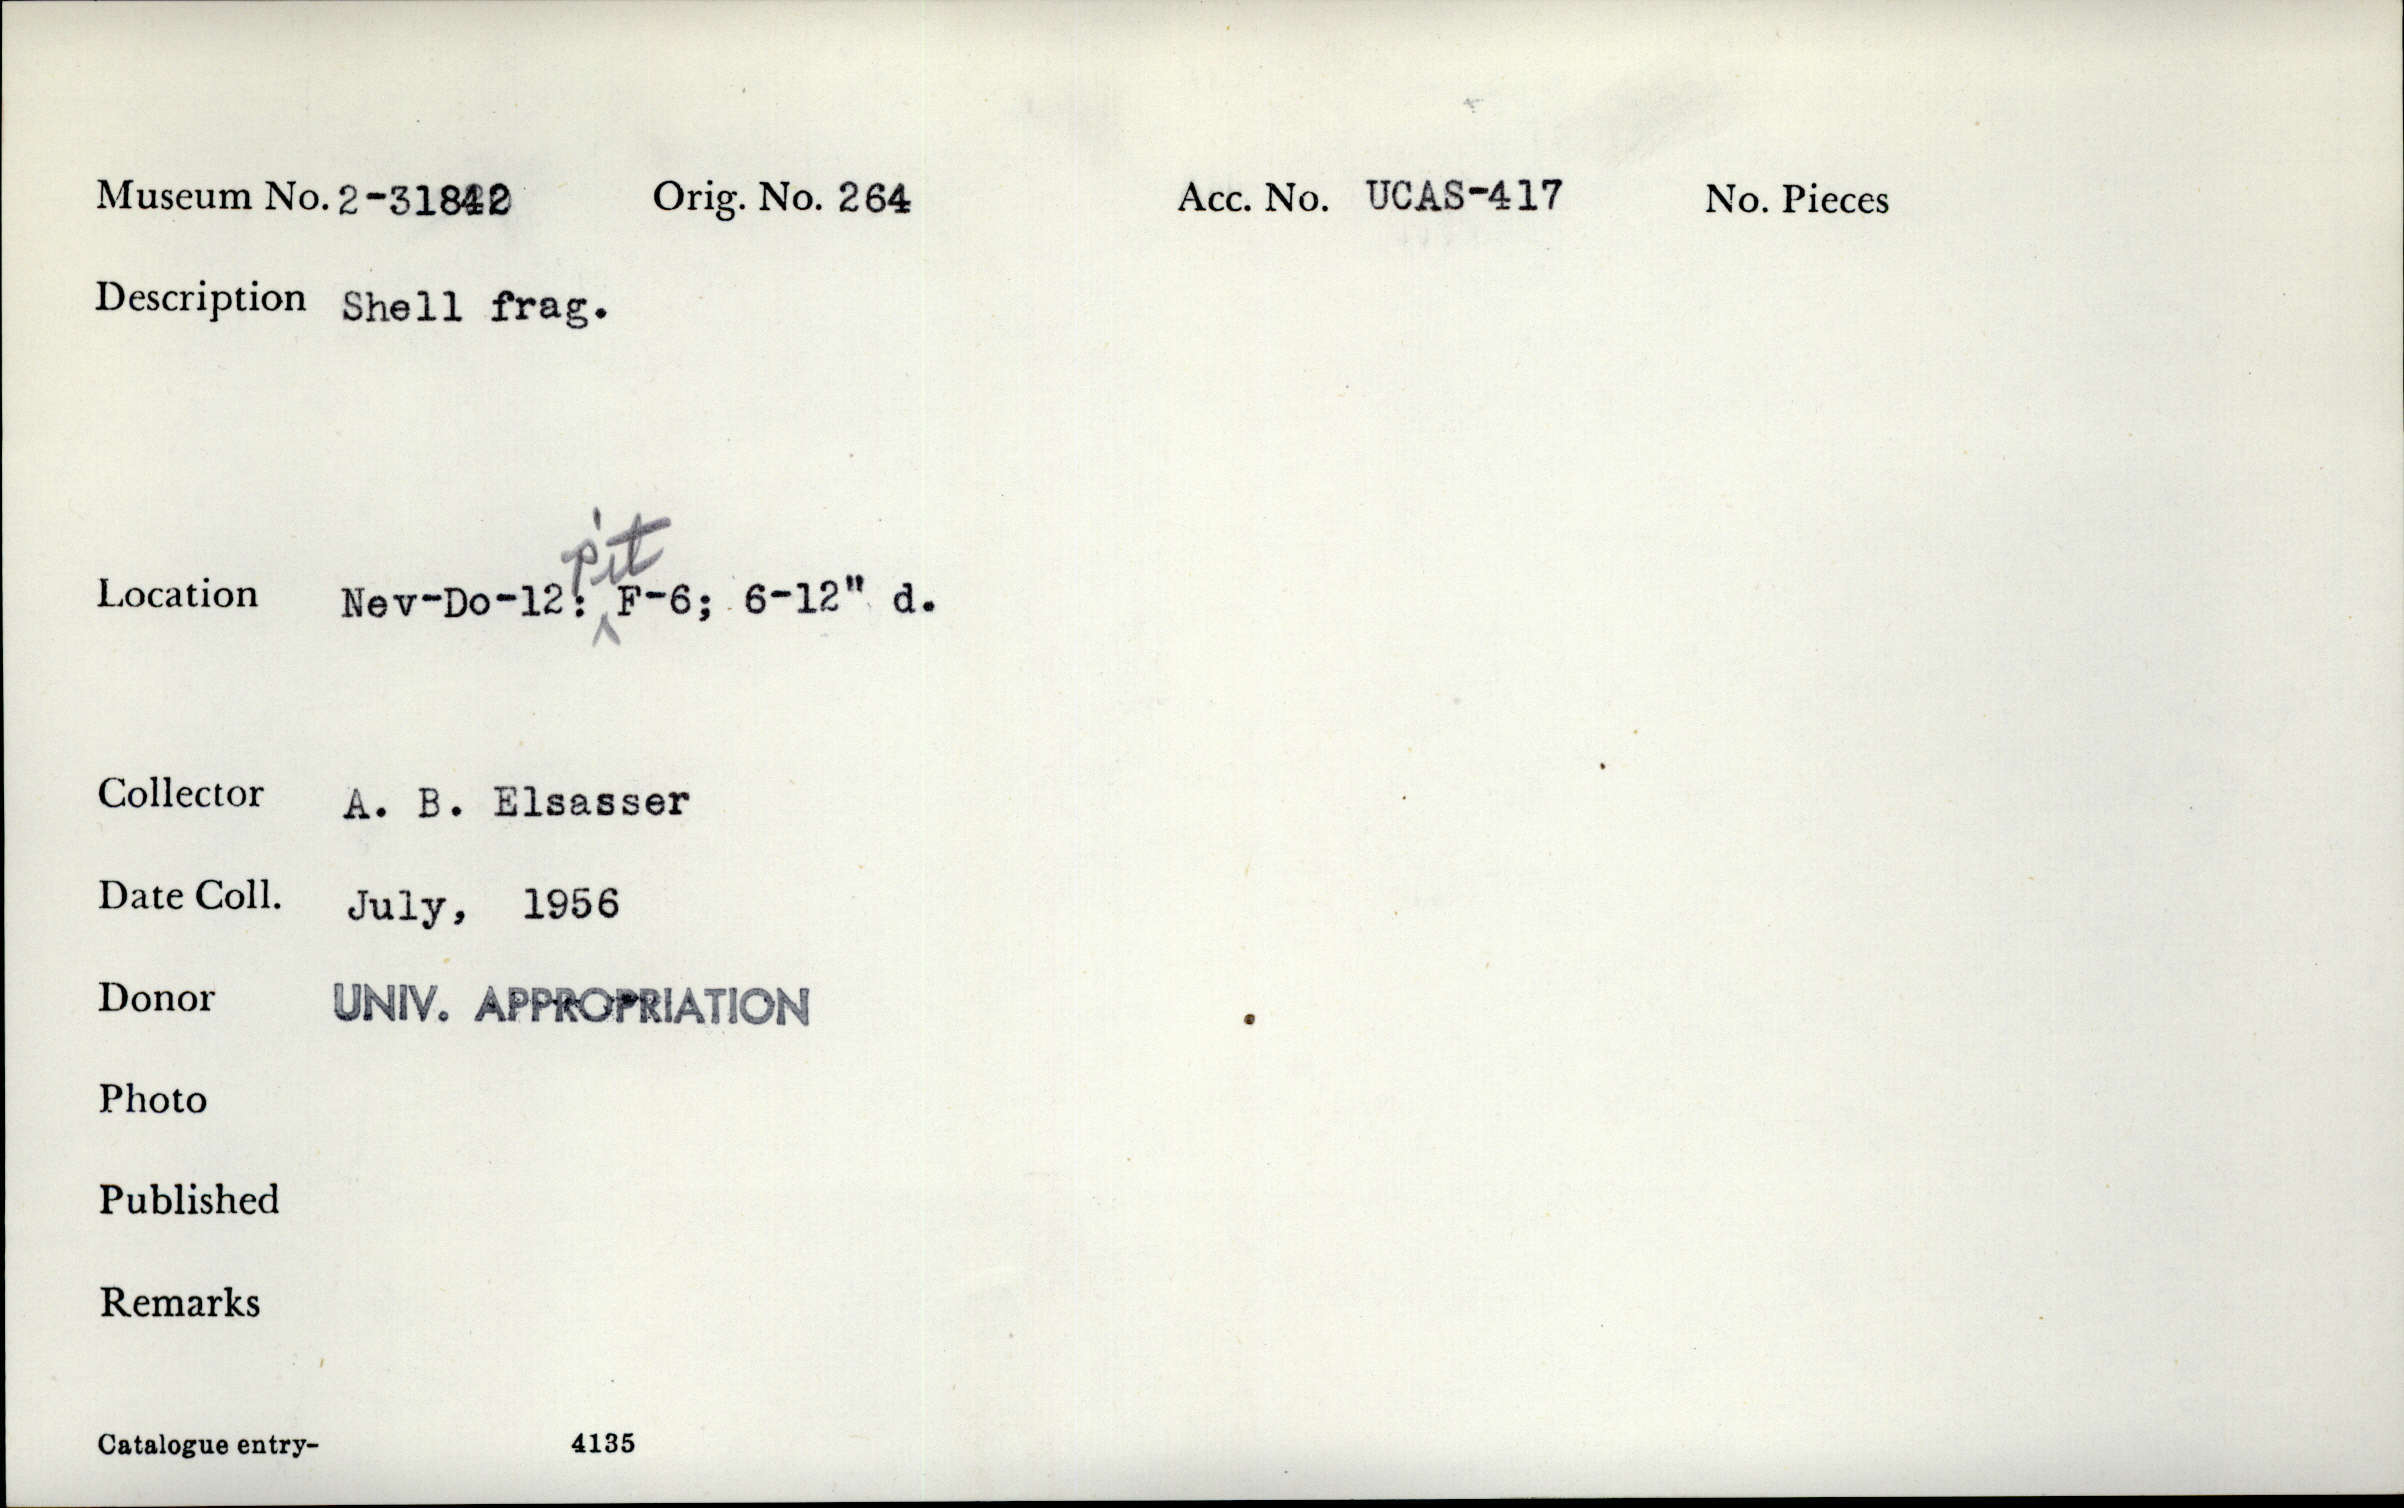 Museum No. 2-31842 Orig. No. 264 Acc. No. UCAS-417 No. Pieces
Description Shell frag.
Location Nev-Do-12: pit F-6; 6-12" d.
Collector A. B. Elsasser
Date Coll. July, 1956
Donor UNIV. APPROPRIATION
Photo
Published
Remarks
Catalogue entry- 4135